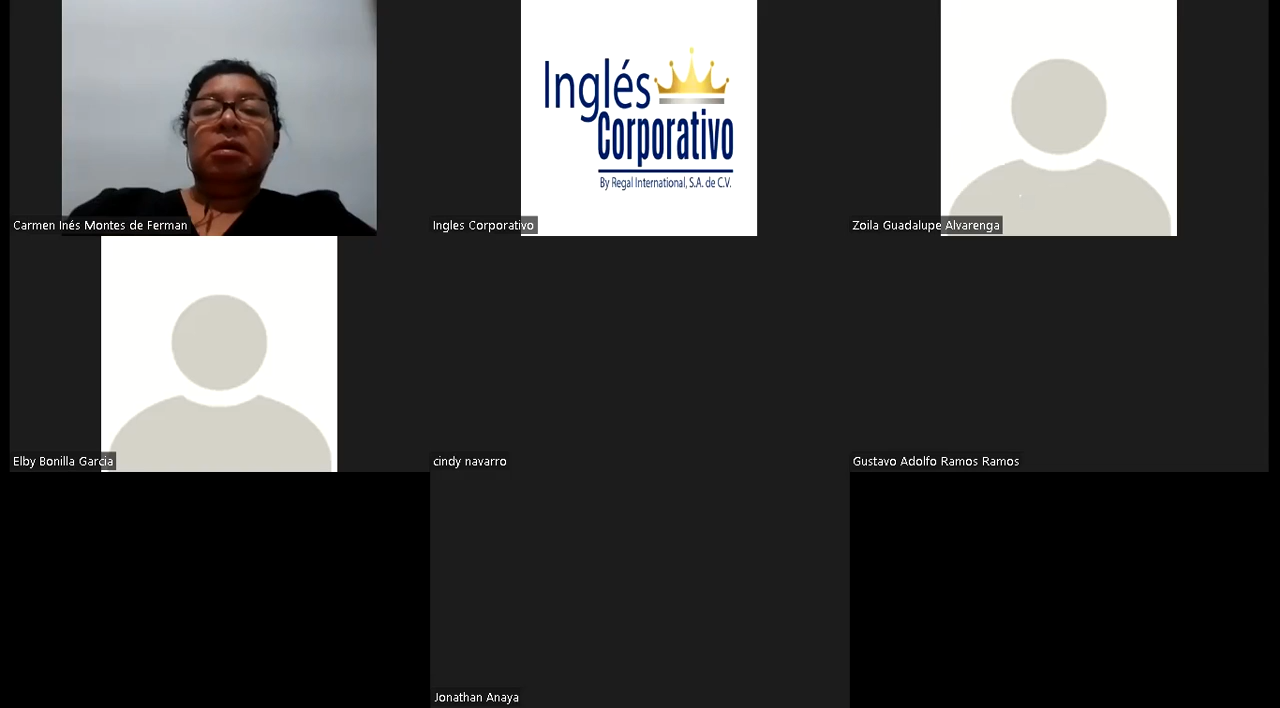 Inglés
Corporativo
By Regal International, S.A. de C.V.
Carmen Inés Montes de Ferman
Ingles Corporativo
Zoila Guadalupe Alvarenga
Elby Bonilla Garcia
cindy navarro
Gustavo Adolfo Ramos Ramos
Jonathan Anaya